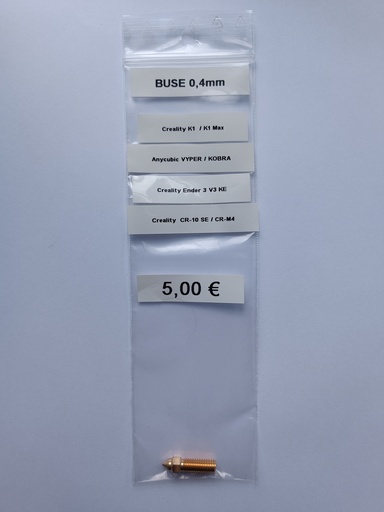 BUSE 0,4mm
Creality K1 / K1 Max
Anycubic VYPER / KOBRA
Creality Ender 3 V3 KE
Creality CR-10 SE / CR-M4
5,00 €